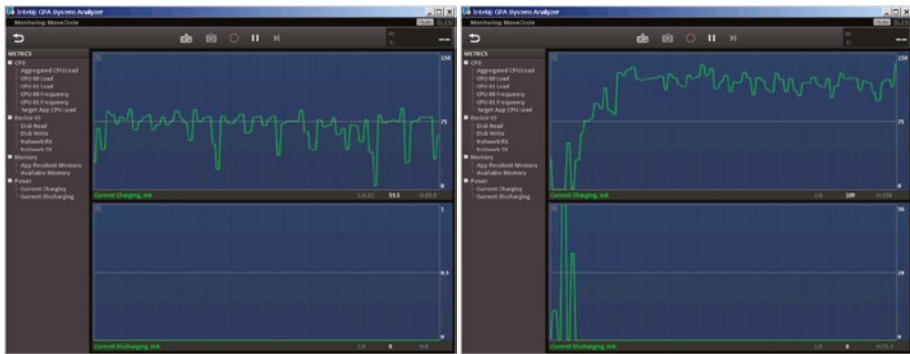 Intel® GPA System Analyzer
Monitoring: MoveCircle
METRICS
CPU
Aggregated CPU Load
CPU 00 Load
CPU 01 Load
CPU 00 Frequency
CPU 01 Frequency
Target App CPU Load
Device IO
Disk Read
Disk Write
Network RX
Network TX
Memory
App Resident Memory
Available Memory
Power
Current Charging
Current Discharging
150
75
0
Current Charging, mA
1
0.5
0
Current Discharging, mA
L:0
0
H:0
Intel® GPA System Analyzer
Monitoring: MoveCircle
METRICS
CPU
Aggregated CPU Load
CPU 00 Load
CPU 01 Load
CPU 00 Frequency
CPU 01 Frequency
Target App CPU Load
Device IO
Disk Read
Disk Write
Network RX
Network TX
Memory
App Resident Memory
Available Memory
Power
Current Charging
Current Discharging
150
75
0
Current Charging, mA
L:0
109
56
28
0
Current Discharging, mA
L:0
0